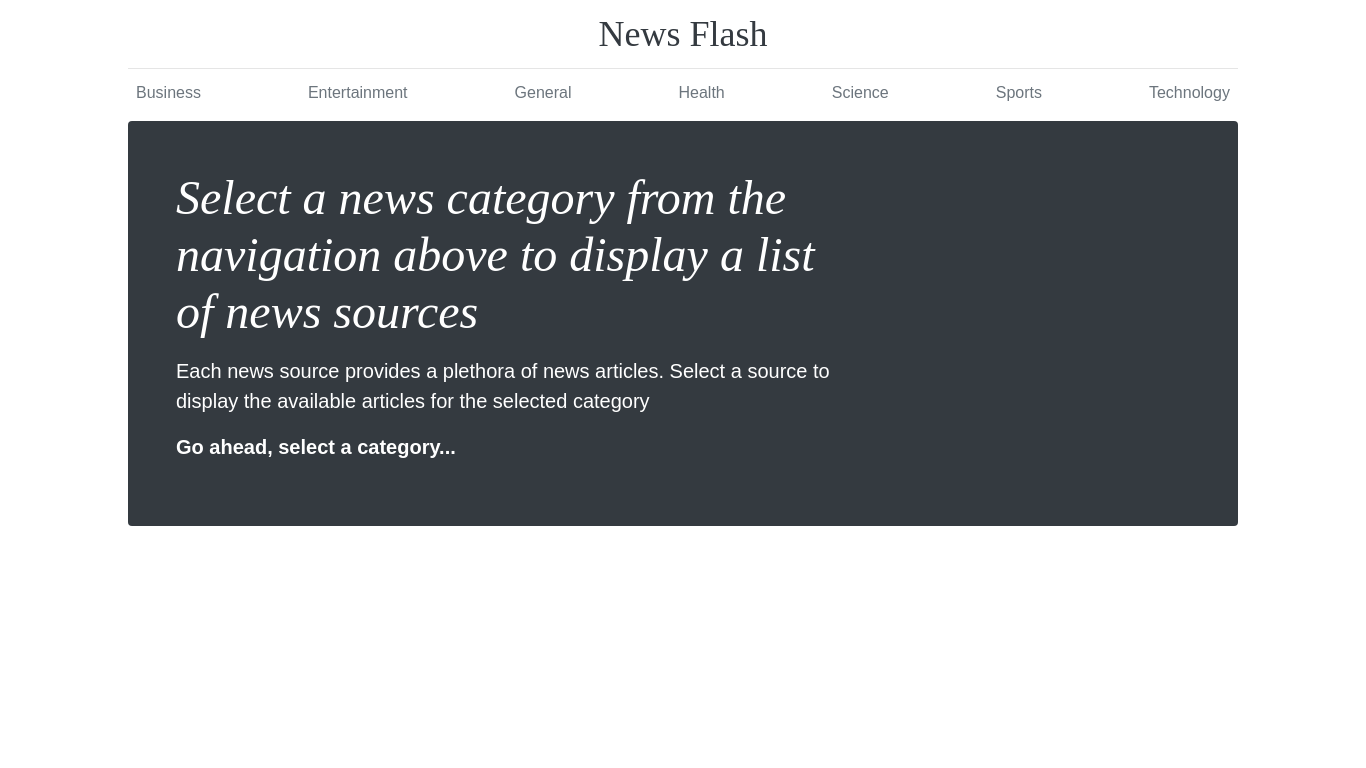 News Flash
Business Entertainment General Health Science Sports Technology
Select a news category from the
navigation above to display a list
of news sources
Each news source provides a plethora of news articles. Select a source to
display the available articles for the selected category
Go ahead, select a category...